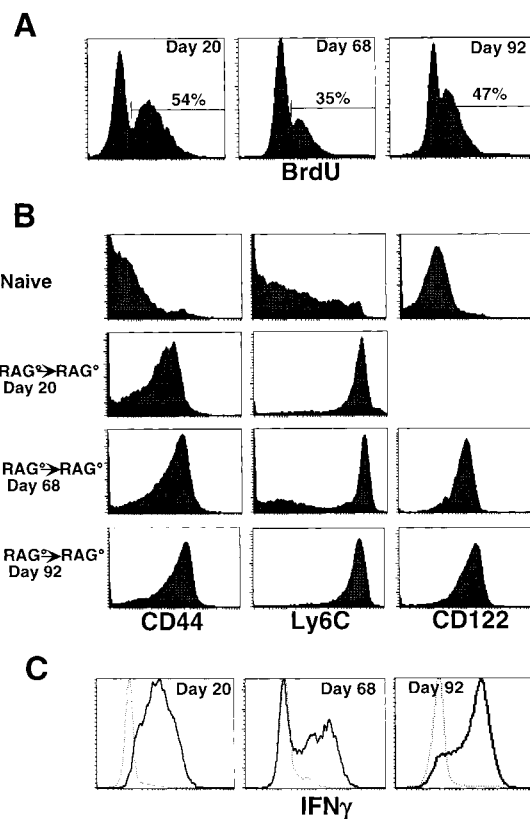 A
Day 20
Day 68
Day 92
54%
35%
47%
BrdU
B
Naive
RAG°→RAG°
Day 20
RAG°→RAG°
Day 68
RAG°→RAG°
Day 92
CD44
Ly6C
CD122
C
Day 20
Day 68
Day 92
IFNγ